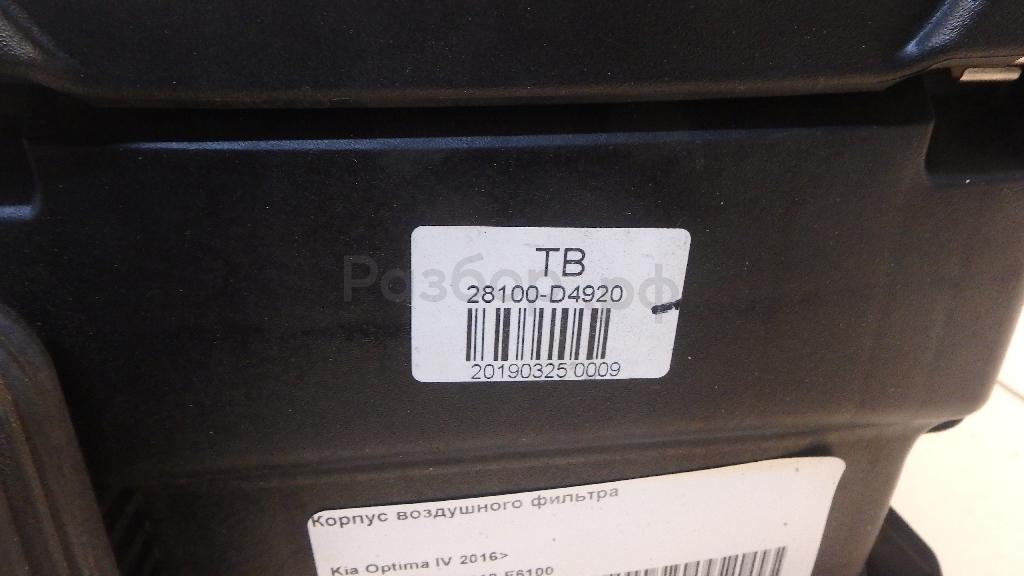 TB
28100-D4920
20190325 0009
Разбор.рф
Корпус воздушного фильтра
Kia Optima IV 2016>